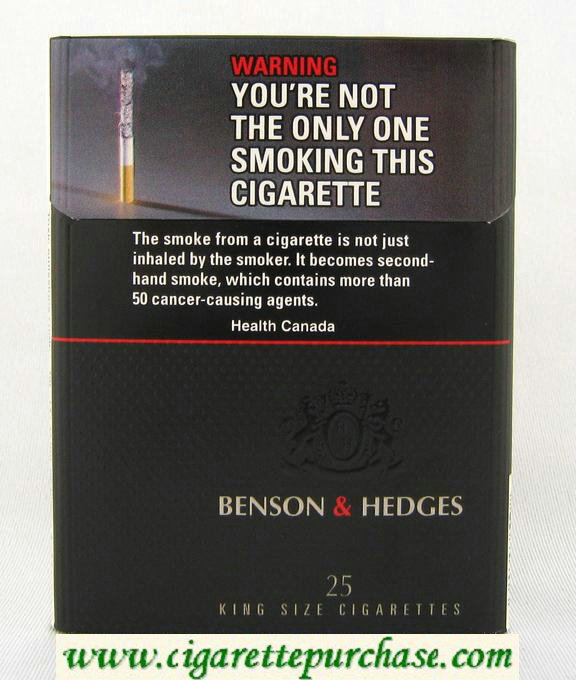 WARNING
YOU'RE NOT
THE ONLY ONE
SMOKING THIS
CIGARETTE
The smoke from a cigarette is not just
inhaled by the smoker. It becomes second-
hand smoke, which contains more than
50 cancer-causing agents.
Health Canada
BENSON & HEDGES
25
KING SIZE CIGARETTES
www.cigarettepurchase.com